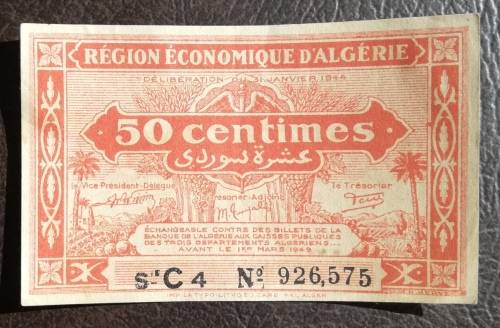 RÉGION ÉCONOMIQUE D'ALGÉRIE
DÉLIBÉRATION DU 31 JANVIER 1944
50 centimes
عشرة سوردي
le Vice Président Délégué
le Trésorier
ÉCHANGEABLE CONTRE DES BILLETS DE LA
BANQUE DE L'ALGÉRIE AUX CAISSES PUBLIQUES
DES TROIS DÉPARTEMENTS ALGÉRIENS
AVANT LE 1ER MARS 1949
Sie C 4 No 926,575